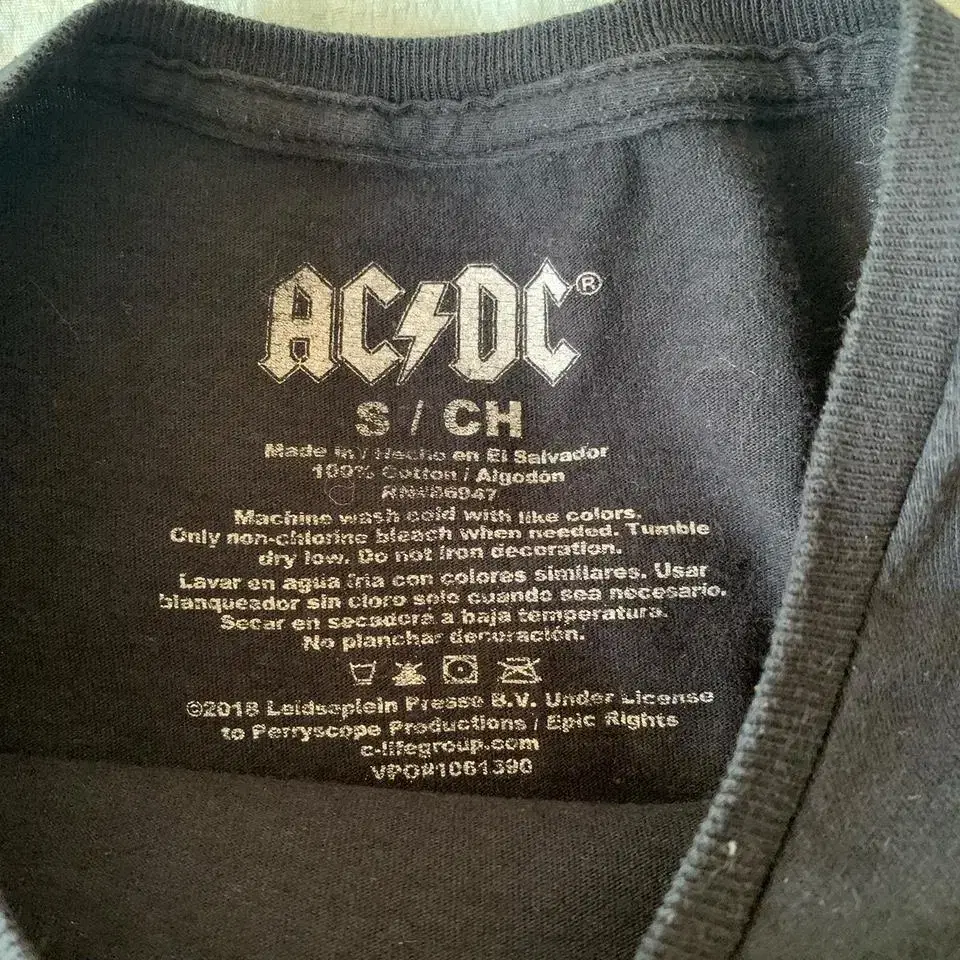 AC⚡DC®
S / CH
Made in / Hecho en El Salvador
100% Cotton / Algodón
RN#86947
Machine wash cold with like colors.
Only non-chlorine bleach when needed. Tumble
dry low. Do not iron decoration.
Lavar en agua fria con colores similares. Usar
blanqueador sin cloro solo cuando sea necesario.
Secar en secadora a baja temperatura.
No planchar decoración.
©2018 Leidseplein Presse B.V. Under License
to Perryscope Productions / Epic Rights
c-lifegroup.com
VPO#1061390